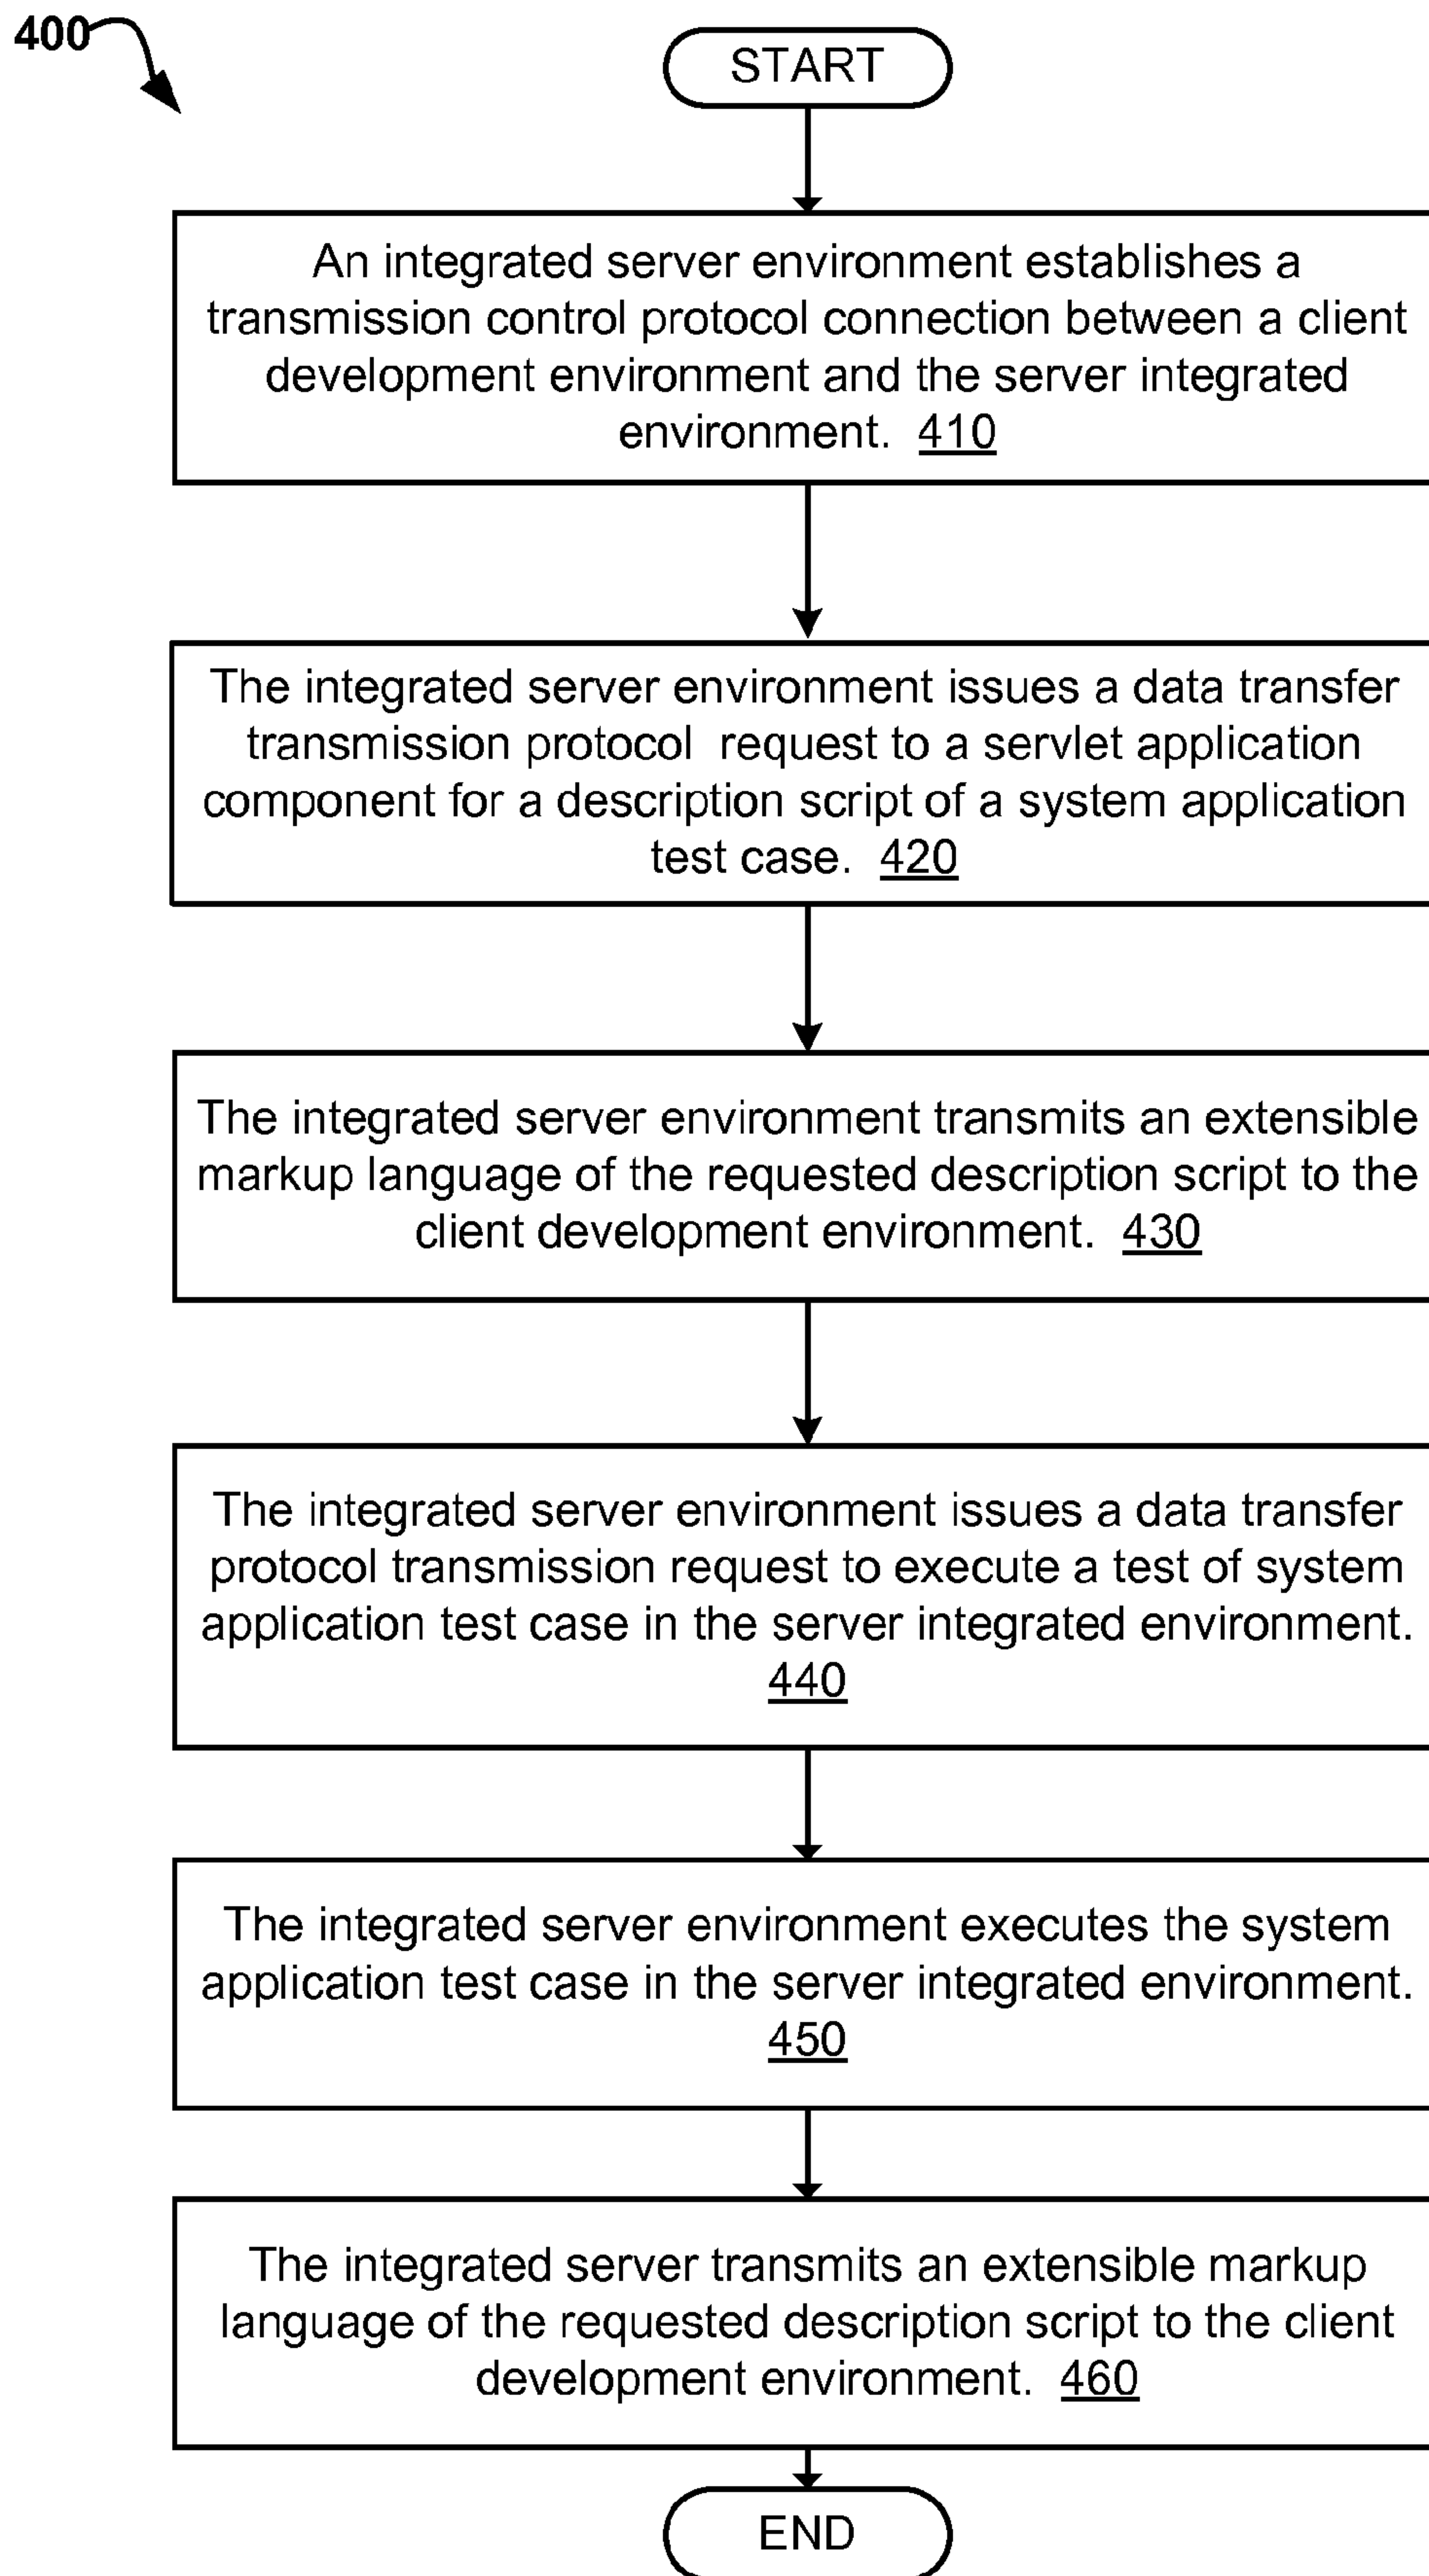 400
START
An integrated server environment establishes a
transmission control protocol connection between a client
development environment and the server integrated
environment. 410
The integrated server environment issues a data transfer
transmission protocol request to a servlet application
component for a description script of a system application
test case. 420
The integrated server environment transmits an extensible
markup language of the requested description script to the
client development environment. 430
The integrated server environment issues a data transfer
protocol transmission request to execute a test of system
application test case in the server integrated environment.
440
The integrated server environment executes the system
application test case in the server integrated environment.
450
The integrated server transmits an extensible markup
language of the requested description script to the client
development environment. 460
END